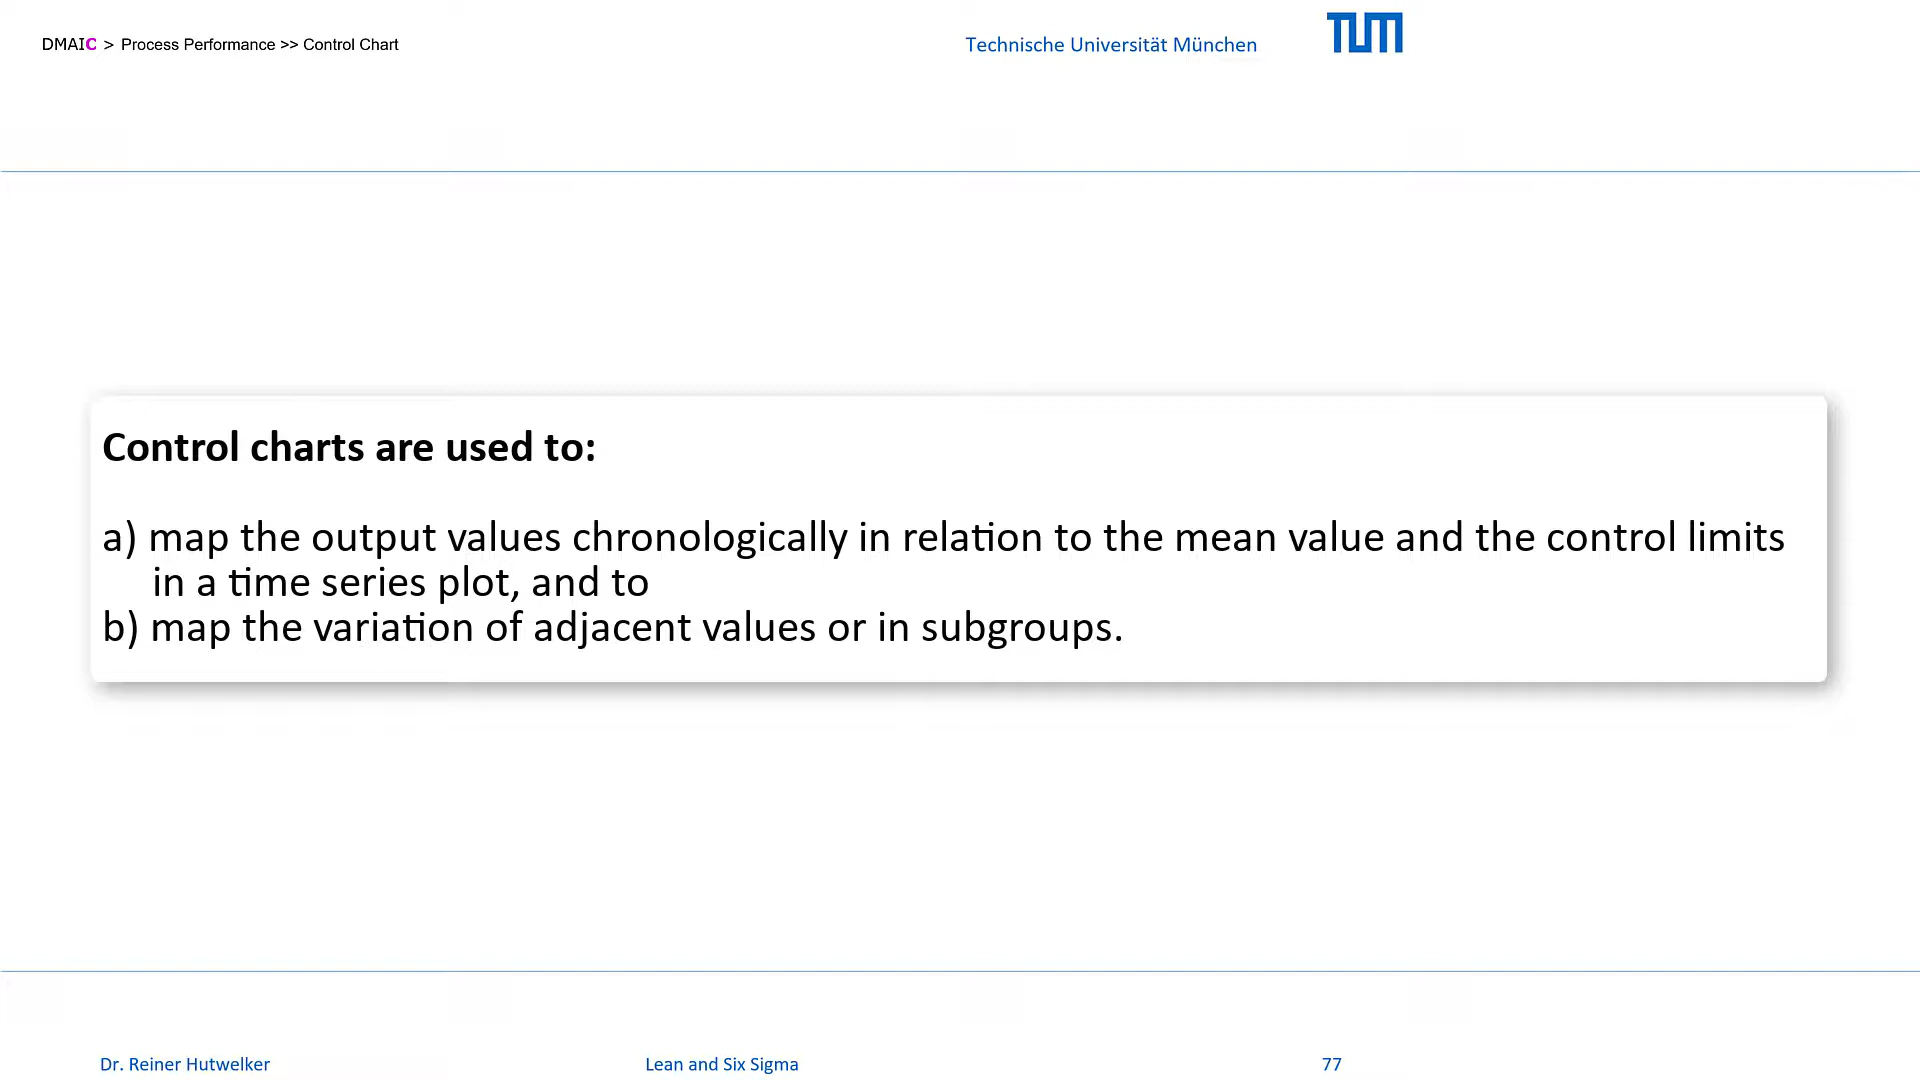 DMAIC > Process Performance >> Control Chart
Technische Universität München
TUM
Control charts are used to:
a) map the output values chronologically in relation to the mean value and the control limits
in a time series plot, and to
b) map the variation of adjacent values or in subgroups.
Dr. Reiner Hutwelker
Lean and Six Sigma
77